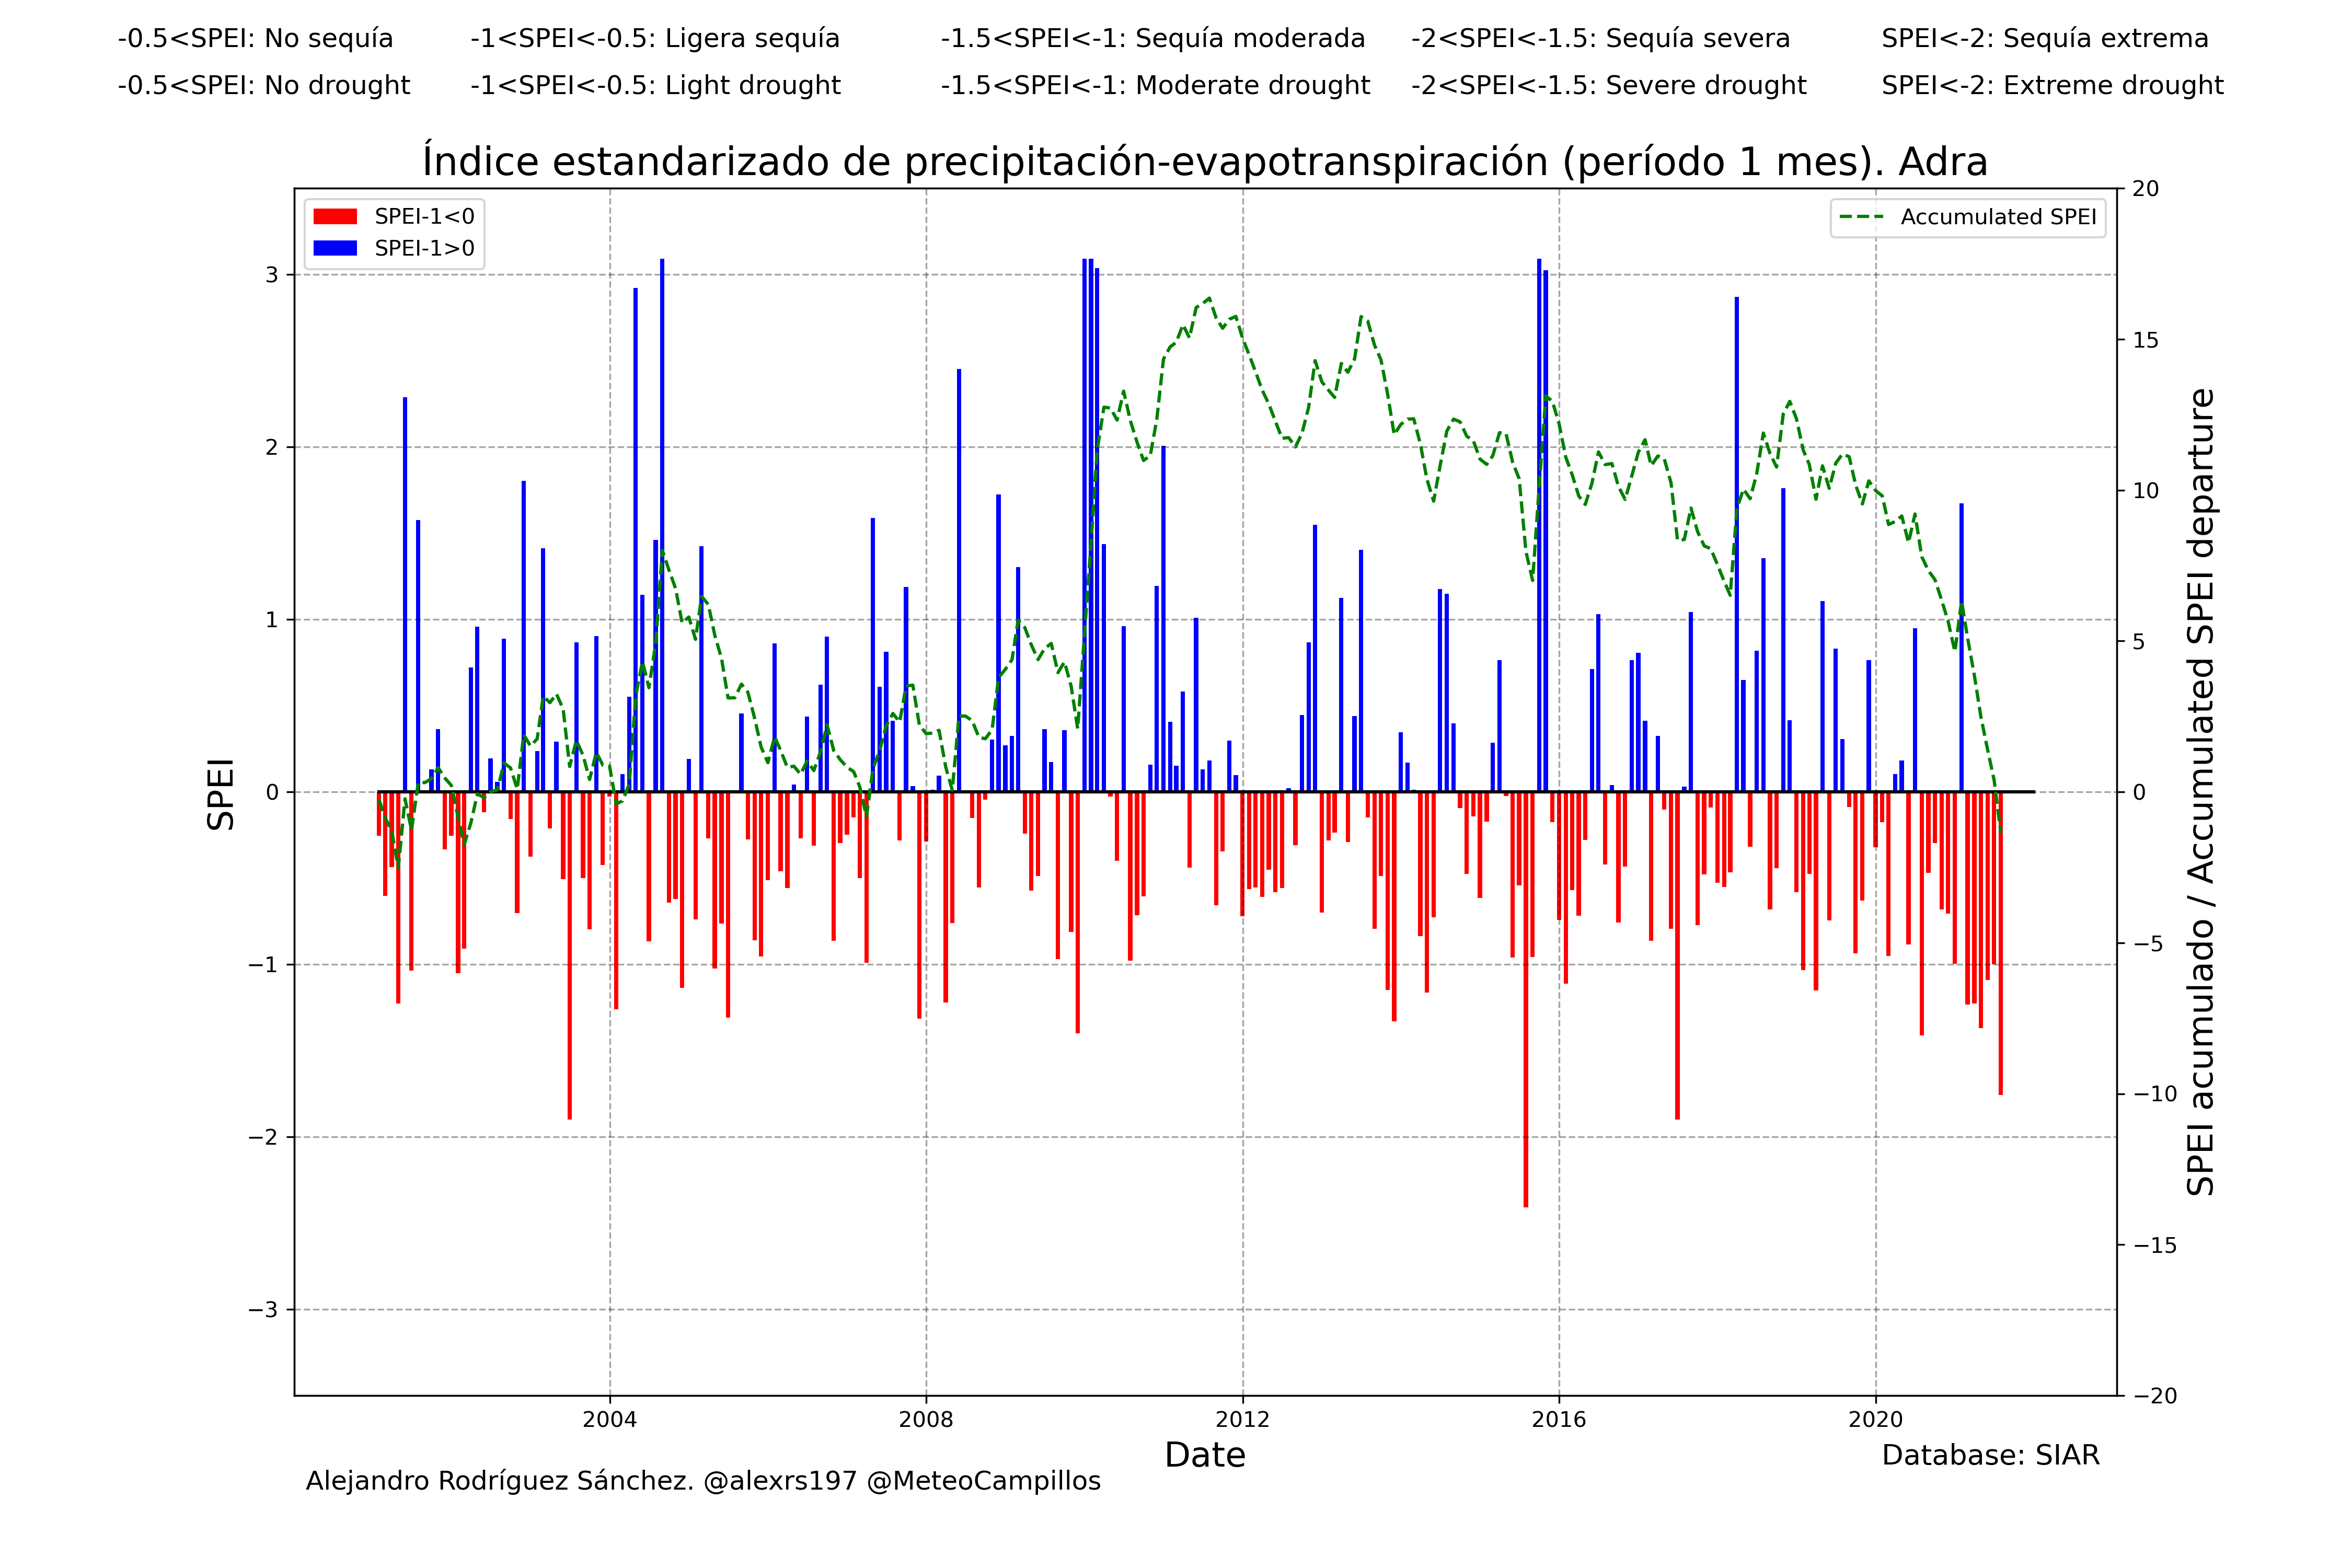 -0.5<SPEI: No sequía -1<SPEI<-0.5: Ligera sequía -1.5<SPEI<-1: Sequía moderada -2<SPEI<-1.5: Sequía severa SPEI<-2: Sequía extrema
-0.5<SPEI: No drought -1<SPEI<-0.5: Light drought -1.5<SPEI<-1: Moderate drought -2<SPEI<-1.5: Severe drought SPEI<-2: Extreme drought
Índice estandarizado de precipitación-evapotranspiración (período 1 mes). Adra
SPEI-1<0
SPEI-1>0
Accumulated SPEI
SPEI
3
2
1
0
−1
−2
−3
20
15
10
5
0
−5
−10
−15
−20
SPEI acumulado / Accumulated SPEI departure
2004 2008 2012 2016 2020
Date
Database: SIAR
Alejandro Rodríguez Sánchez. @alexrs197 @MeteoCampillos